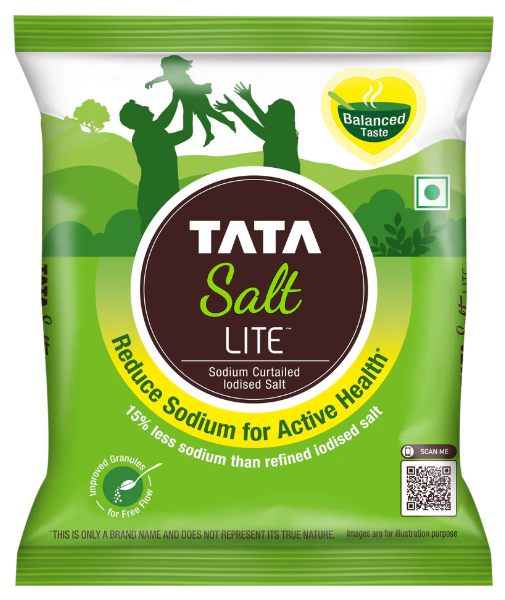 Balanced
Taste
TATA
Salt
LITE™
Sodium Curtailed
Iodised Salt
Reduce Sodium for Active Health*
15% less sodium than refined iodised salt
Improved Granules
for Free Flow
SCAN ME
"THIS IS ONLY A BRAND NAME AND DOES NOT REPRESENT ITS TRUE NATURE.
Images are for illustration purpose
TATA